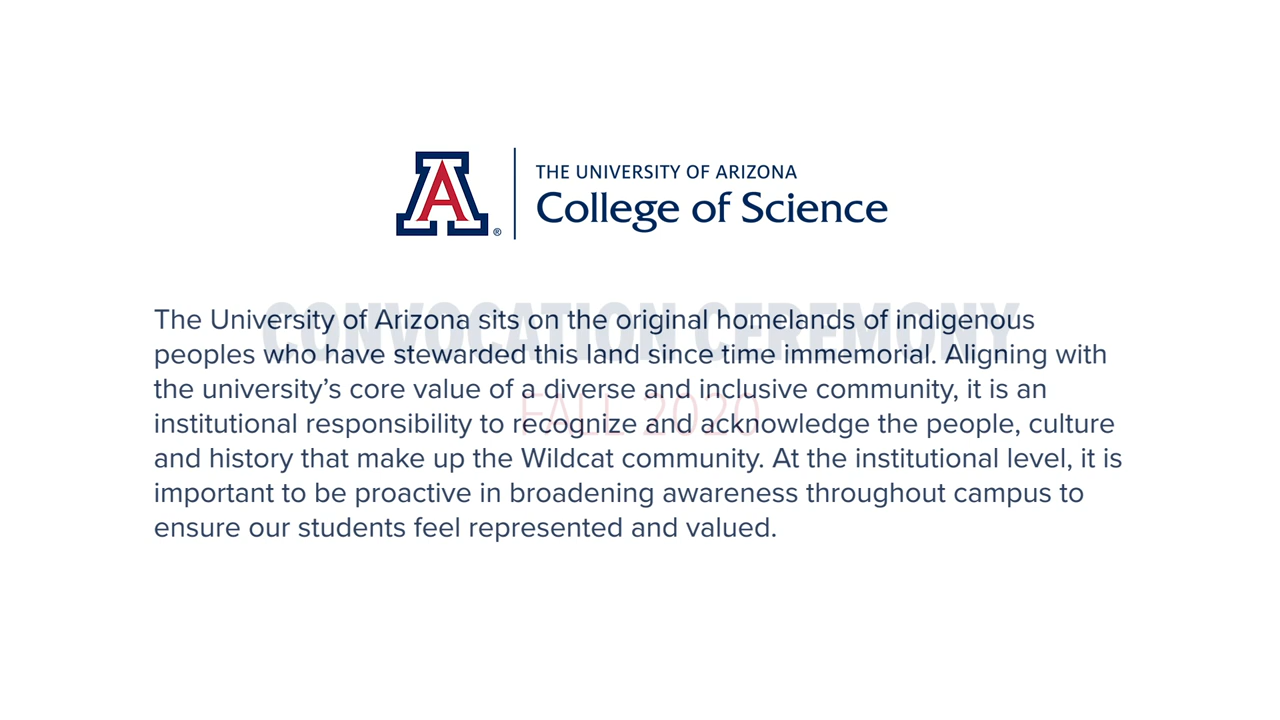 A®
THE UNIVERSITY OF ARIZONA
College of Science
CONVOCATION CEREMONY
The University of Arizona sits on the original homelands of indigenous
peoples who have stewarded this land since time immemorial. Aligning with
the university’s core value of a diverse and inclusive community, it is an
FALL 2020
institutional responsibility to recognize and acknowledge the people, culture
and history that make up the Wildcat community. At the institutional level, it is
important to be proactive in broadening awareness throughout campus to
ensure our students feel represented and valued.